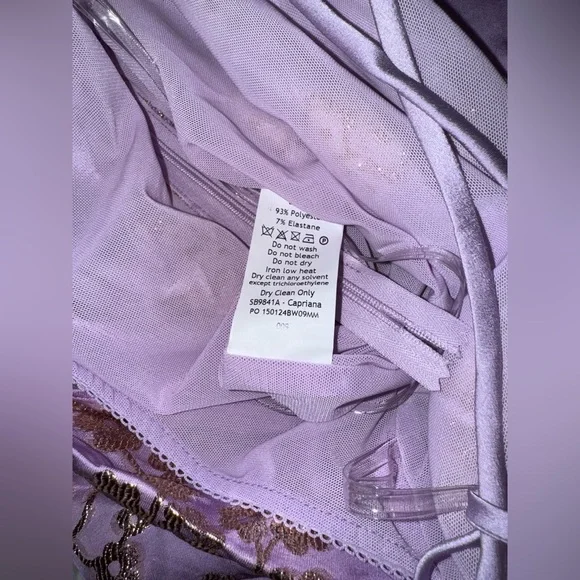 93% Polyeste
7% Elastane
P
Do not wash
Do not bleach
Do not dry
Iron low heat
Dry clean any solvent
except trichloroethylene
Dry Clean Only
SB9841A - Capriana
PO 150124BW09MM